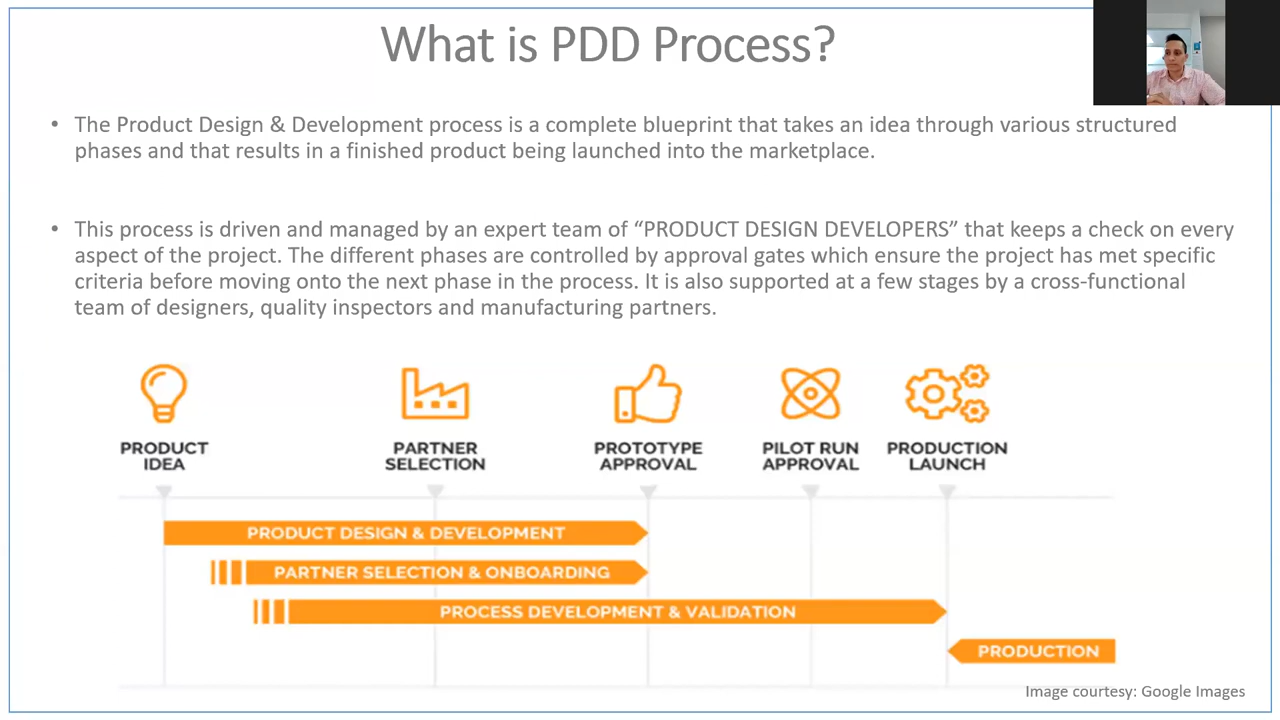 What is PDD Process?
• The Product Design & Development process is a complete blueprint that takes an idea through various structured
phases and that results in a finished product being launched into the marketplace.
• This process is driven and managed by an expert team of “PRODUCT DESIGN DEVELOPERS” that keeps a check on every
aspect of the project. The different phases are controlled by approval gates which ensure the project has met specific
criteria before moving onto the next phase in the process. It is also supported at a few stages by a cross-functional
team of designers, quality inspectors and manufacturing partners.
PRODUCT
IDEA
PARTNER
SELECTION
PROTOTYPE
APPROVAL
PILOT RUN
APPROVAL
PRODUCTION
LAUNCH
PRODUCT DESIGN & DEVELOPMENT
PARTNER SELECTION & ONBOARDING
PROCESS DEVELOPMENT & VALIDATION
PRODUCTION
Image courtesy: Google Images